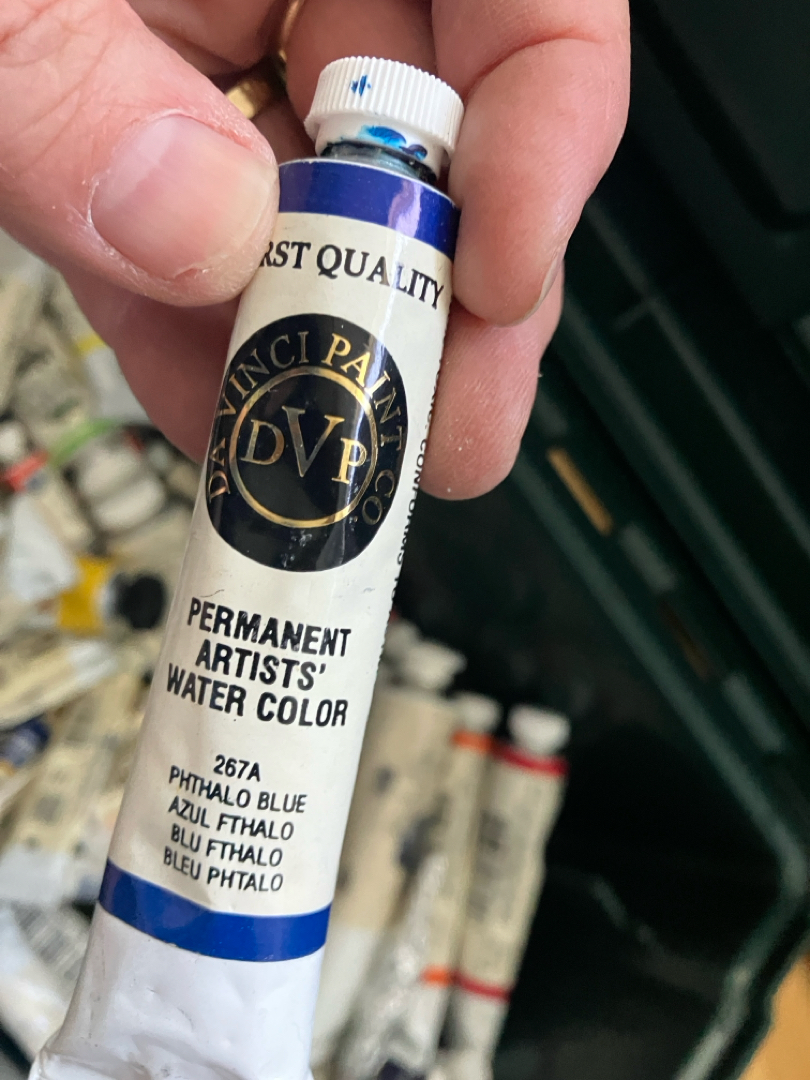 RST QUALITY
DA VINCI PAINT CO
DVP
PERMANENT
ARTISTS'
WATER COLOR
267A
PHTHALO BLUE
AZUL FTHALO
BLU FTHALO
BLEU PHTALO
CONFORMS